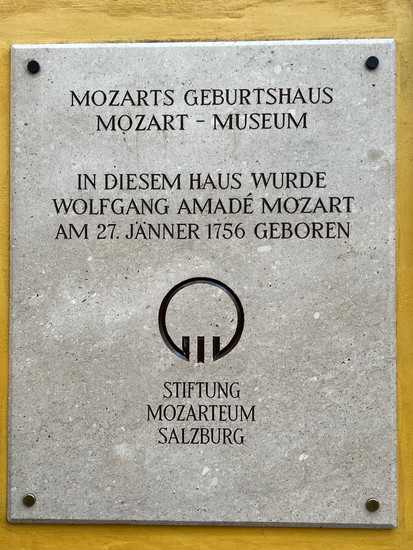 MOZARTS GEBURTSHAUS
MOZART – MUSEUM
IN DIESEM HAUS WURDE
WOLFGANG AMADÉ MOZART
AM 27. JÄNNER 1756 GEBOREN
STIFTUNG
MOZARTEUM
SALZBURG